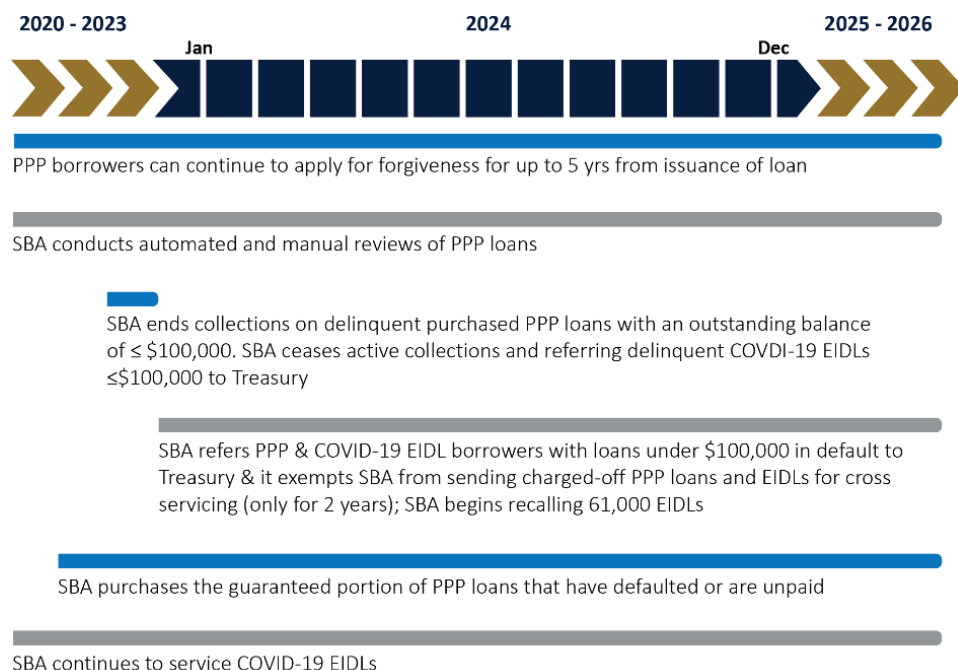 2020 - 2023
2024
2025 - 2026
Jan
Dec
PPP borrowers can continue to apply for forgiveness for up to 5 yrs from issuance of loan
SBA conducts automated and manual reviews of PPP loans
SBA ends collections on delinquent purchased PPP loans with an outstanding balance
of ≤ $100,000. SBA ceases active collections and referring delinquent COVDI-19 EIDLs
≤$100,000 to Treasury
SBA refers PPP & COVID-19 EIDL borrowers with loans under $100,000 in default to
Treasury & it exempts SBA from sending charged-off PPP loans and EIDLs for cross
servicing (only for 2 years); SBA begins recalling 61,000 EIDLs
SBA purchases the guaranteed portion of PPP loans that have defaulted or are unpaid
SBA continues to service COVID-19 EIDLs